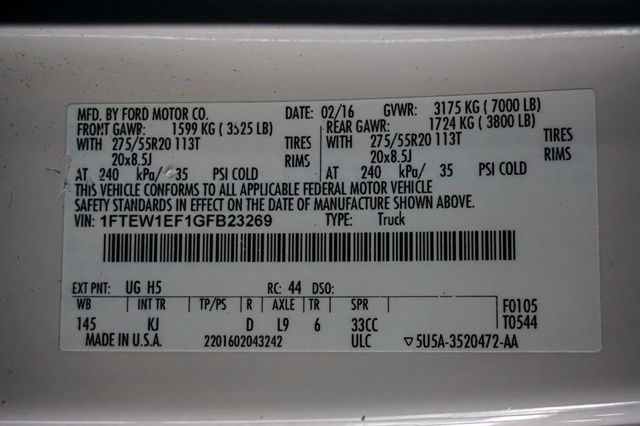 MFD. BY FORD MOTOR CO. DATE: 02/16 GVWR: 3175 KG ( 7000 LB)
FRONT GAWR: 1599 KG ( 3525 LB) REAR GAWR: 1724 KG ( 3800 LB)
WITH 275/55R20 113T TIRES WITH 275/55R20 113T TIRES
20x8.5J RIMS 20x8.5J RIMS
AT 240 kPa/ 35 PSI COLD AT 240 kPa/ 35 PSI COLD
THIS VEHICLE CONFORMS TO ALL APPLICABLE FEDERAL MOTOR VEHICLE
SAFETY STANDARDS IN EFFECT ON THE DATE OF MANUFACTURE SHOWN ABOVE.
VIN: 1FTEW1EF1GFB23269 TYPE: Truck
EXT PNT: UG H5 RC: 44 DSO:
WB INT TR TP/PS R AXLE TR SPR F0105
145 KJ D L9 6 33CC T0544
MADE IN U.S.A. 2201602043242 ULC ▽5U5A-3520472-AA